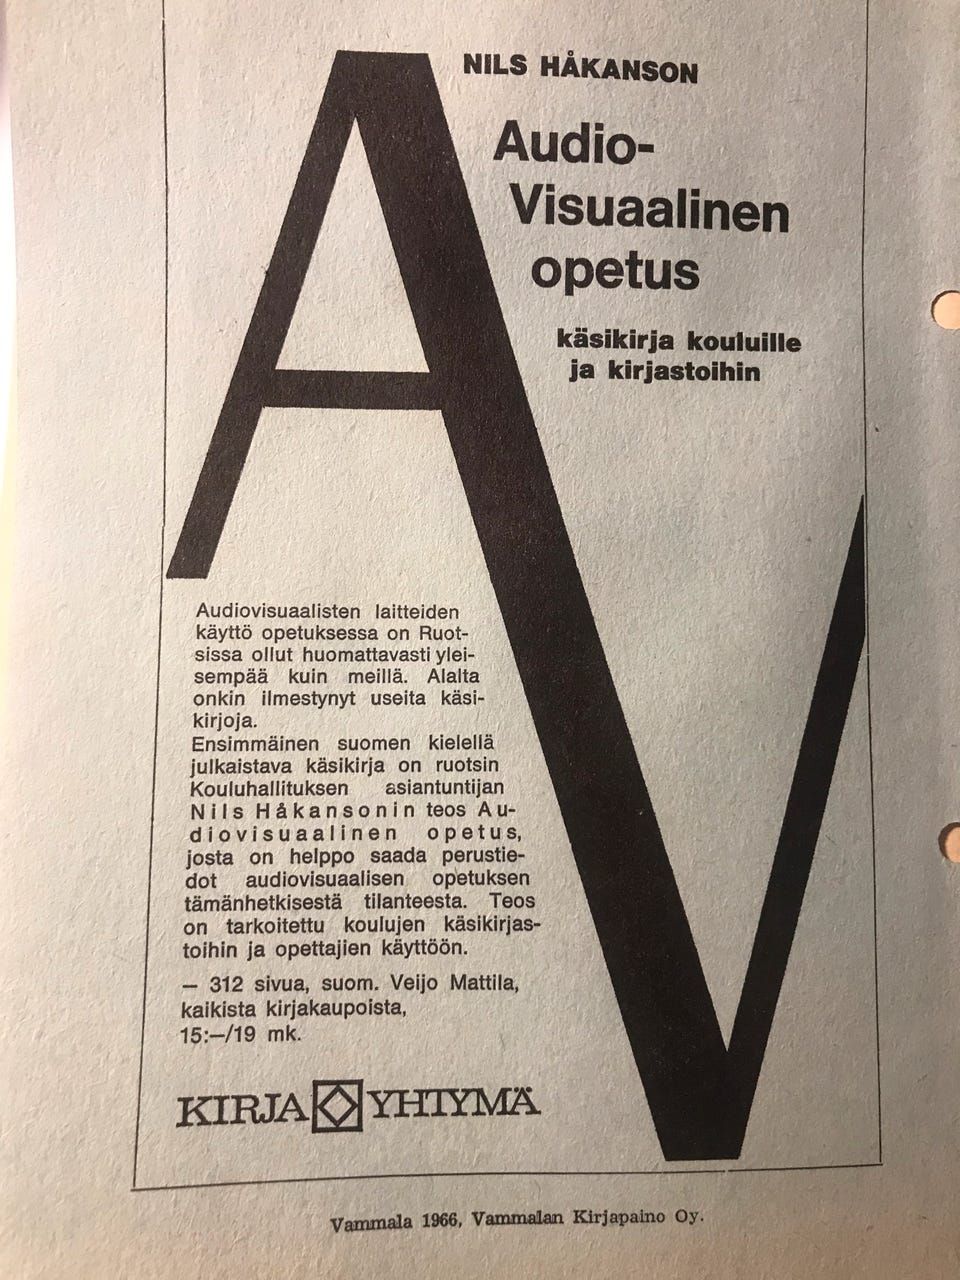 NILS HÅKANSON
Audio-
Visuaalinen
opetus
käsikirja kouluille
ja kirjastoihin
AV
Audiovisuaalisten laitteiden
käyttö opetuksessa on Ruot-
sissa ollut huomattavasti ylei-
sempää kuin meillä. Alalta
onkin ilmestynyt useita käsi-
kirjoja.
Ensimmäinen suomen kielellä
julkaistava käsikirja on ruotsin
Kouluhallituksen asiantuntijan
Nils Håkansonin teos Au-
diovisuaalinen opetus,
josta on helppo saada perustie-
dot audiovisuaalisen opetuksen
tämänhetkisestä tilanteesta. Teos
on tarkoitettu koulujen käsikirjas-
toihin ja opettajien käyttöön.
— 312 sivua, suom. Veijo Mattila,
kaikista kirjakaupoista,
15:—/19 mk.
KIRJAYHTYMÄ
Vammala 1966, Vammalan Kirjapaino Oy.